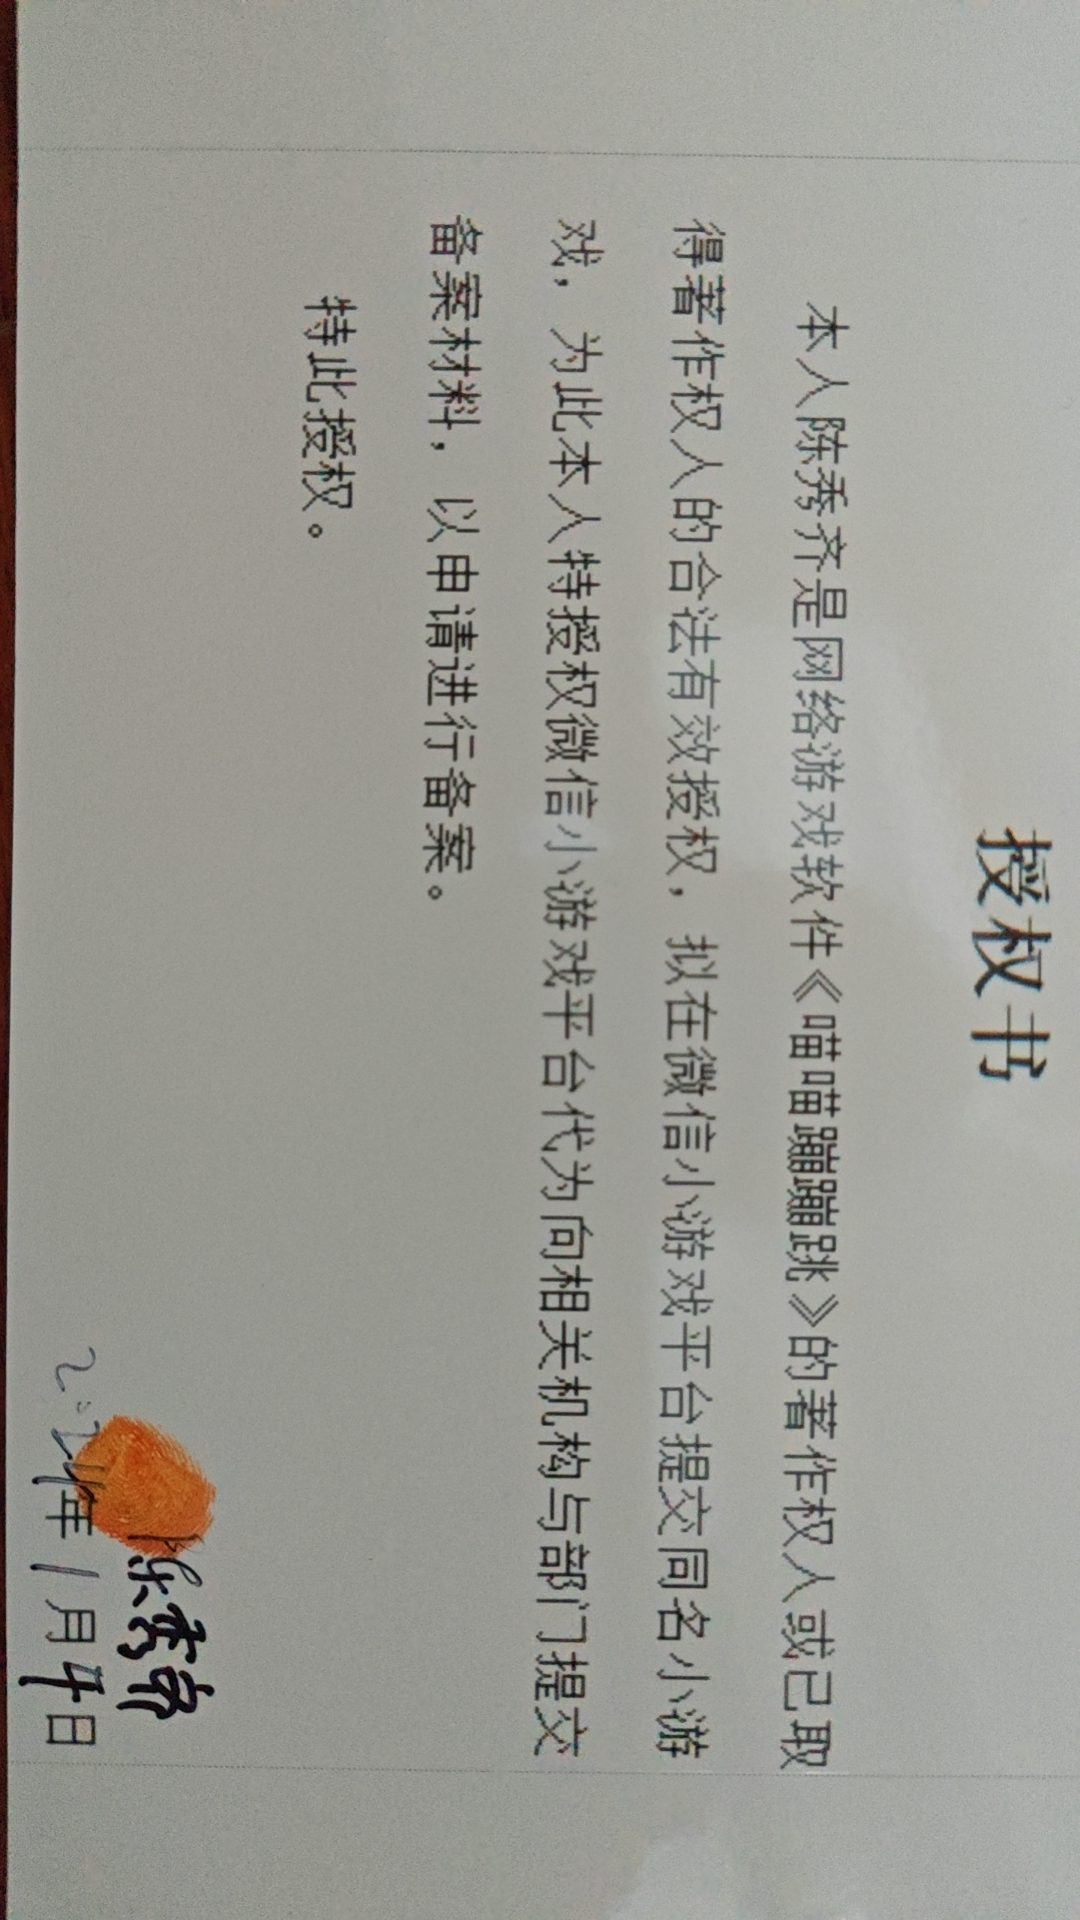 授权书
本人陈秀齐是网络游戏软件《喵喵蹦蹦跳》的著作权人或已取
得著作权人的合法有效授权，拟在微信小游戏平台提交同名小游
戏，为此本人特授权微信小游戏平台代为向相关机构与部门提交
备案材料，以申请进行备案。
特此授权。
陈秀齐
2024年1月4日